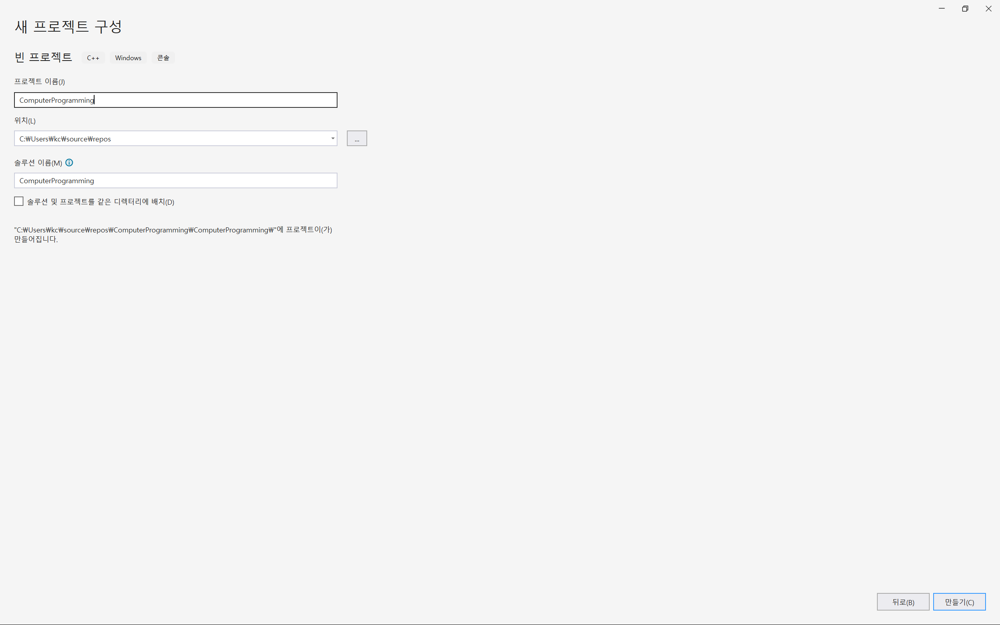 새 프로젝트 구성
빈 프로젝트 C++ Windows 콘솔
프로젝트 이름(J)
ComputerProgramming
위치(L)
C:₩Users₩kc₩source₩repos
...
솔루션 이름(M)
ComputerProgramming
솔루션 및 프로젝트를 같은 디렉터리에 배치(D)
"C:₩Users₩kc₩source₩repos₩ComputerProgramming₩ComputerProgramming₩"에 프로젝트이(가)
만들어집니다.
뒤로(B) 만들기(C)